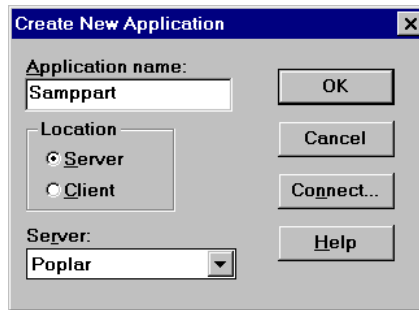 Create New Application
Application name:
Samppart
Location
Server
Client
Server:
Poplar
OK
Cancel
Connect...
Help